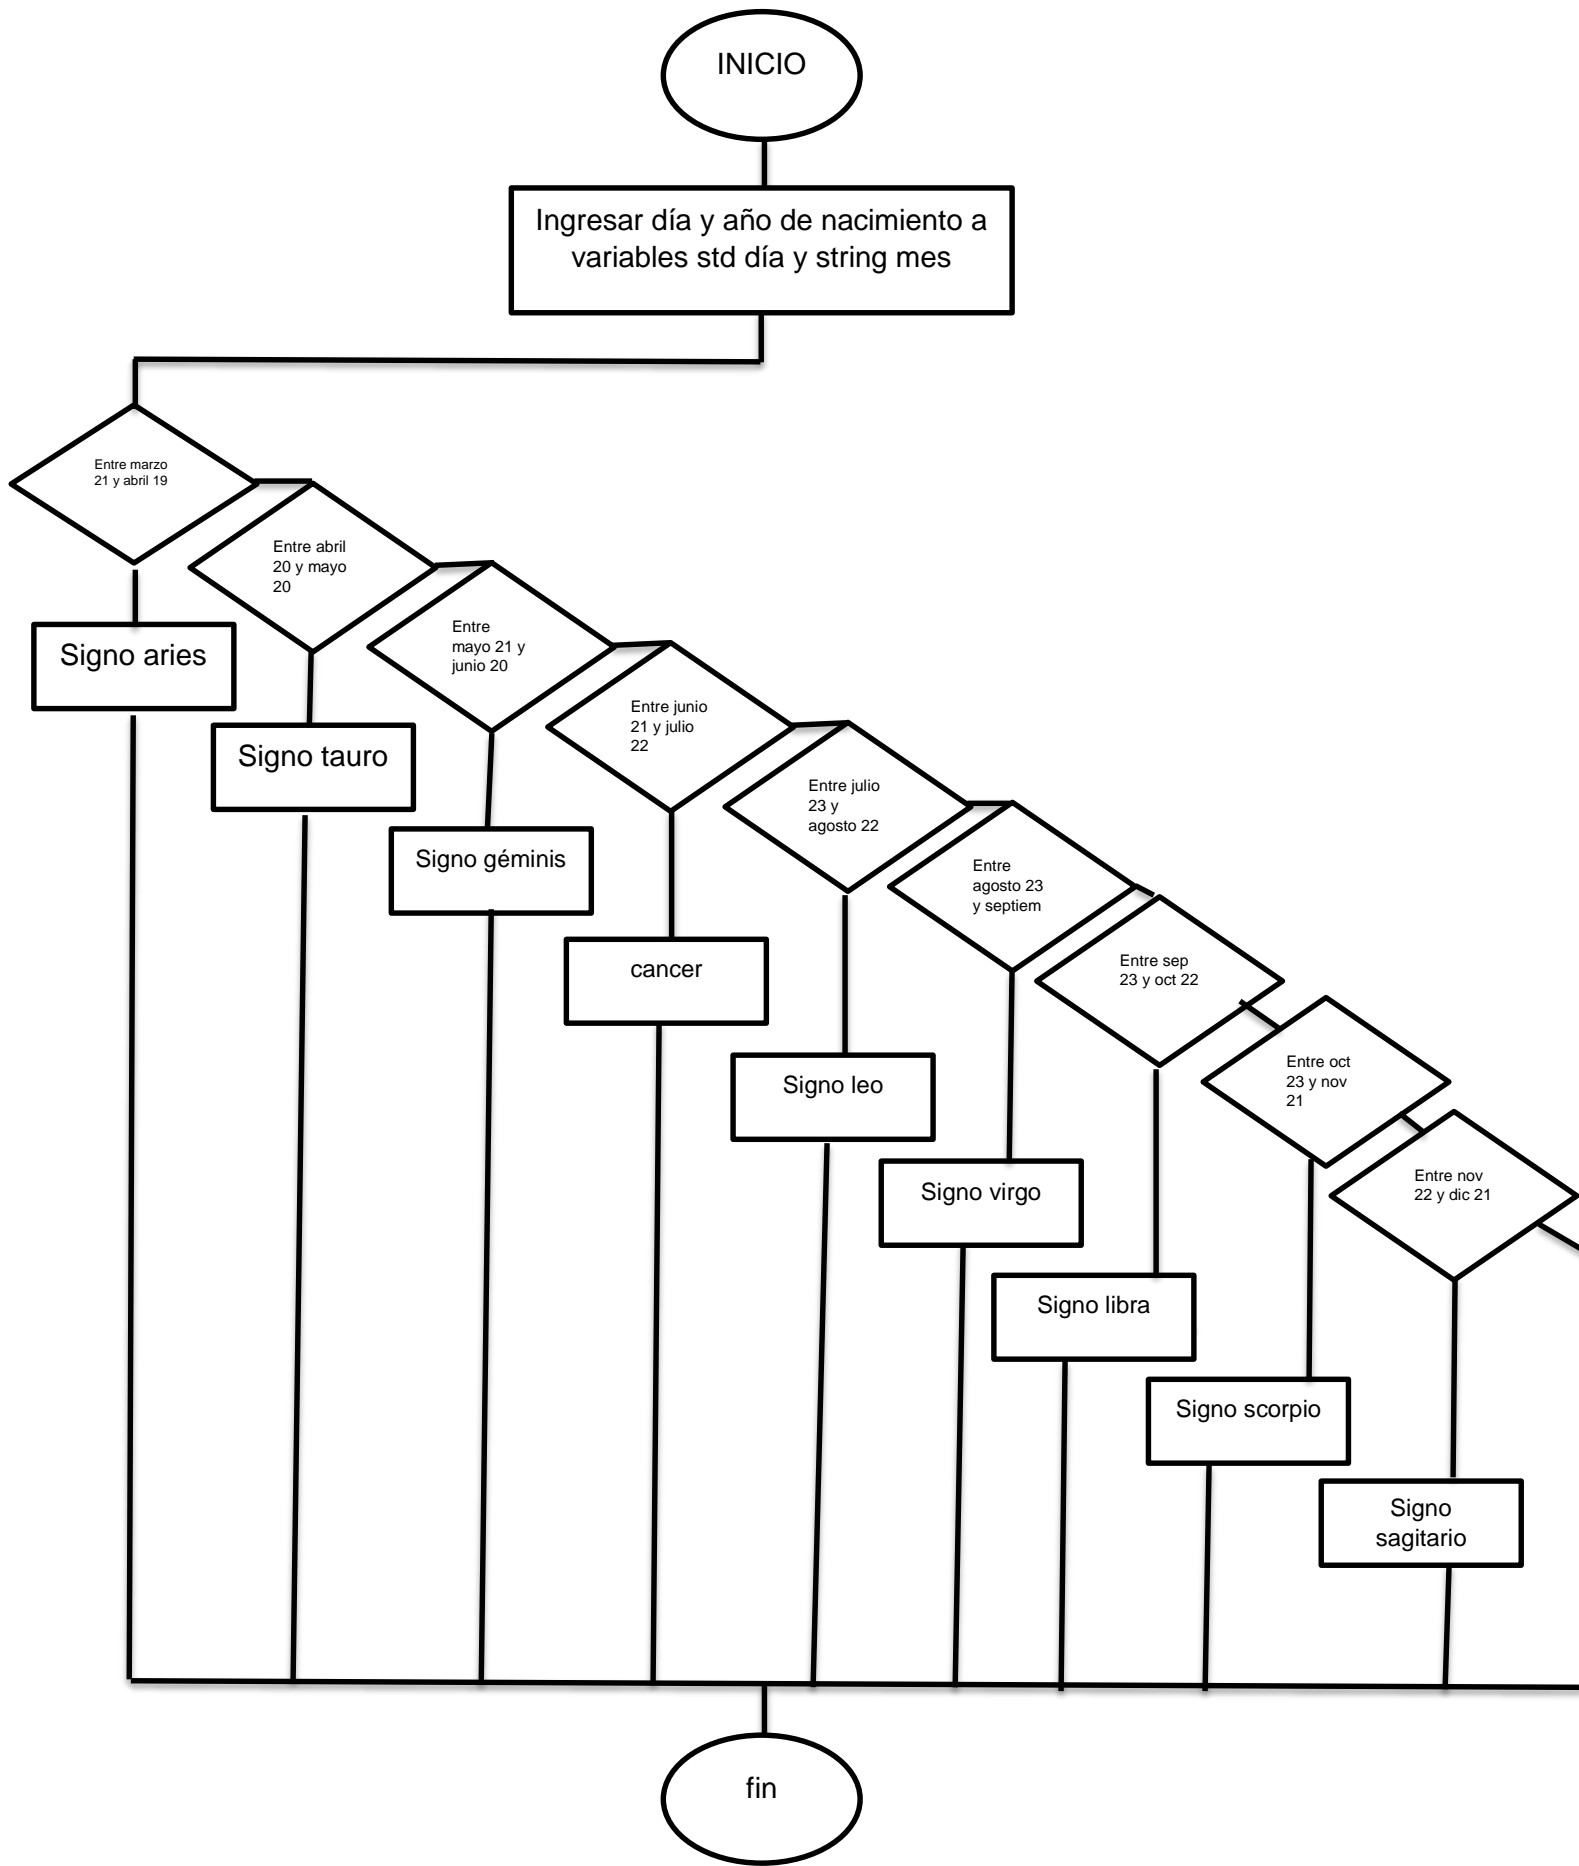 INICIO
Ingresar día y año de nacimiento a
variables std día y string mes
Entre marzo
21 y abril 19
Entre abril
20 y mayo
20
Entre
mayo 21 y
junio 20
Signo aries
Entre junio
21 y julio
22
Signo tauro
Entre julio
23 y
agosto 22
Signo géminis
Entre
agosto 23
y septiem
cancer
Entre sep
23 y oct 22
Signo leo
Entre oct
23 y nov
21
Signo virgo
Entre nov
22 y dic 21
Signo libra
Signo scorpio
Signo
sagitario
fin